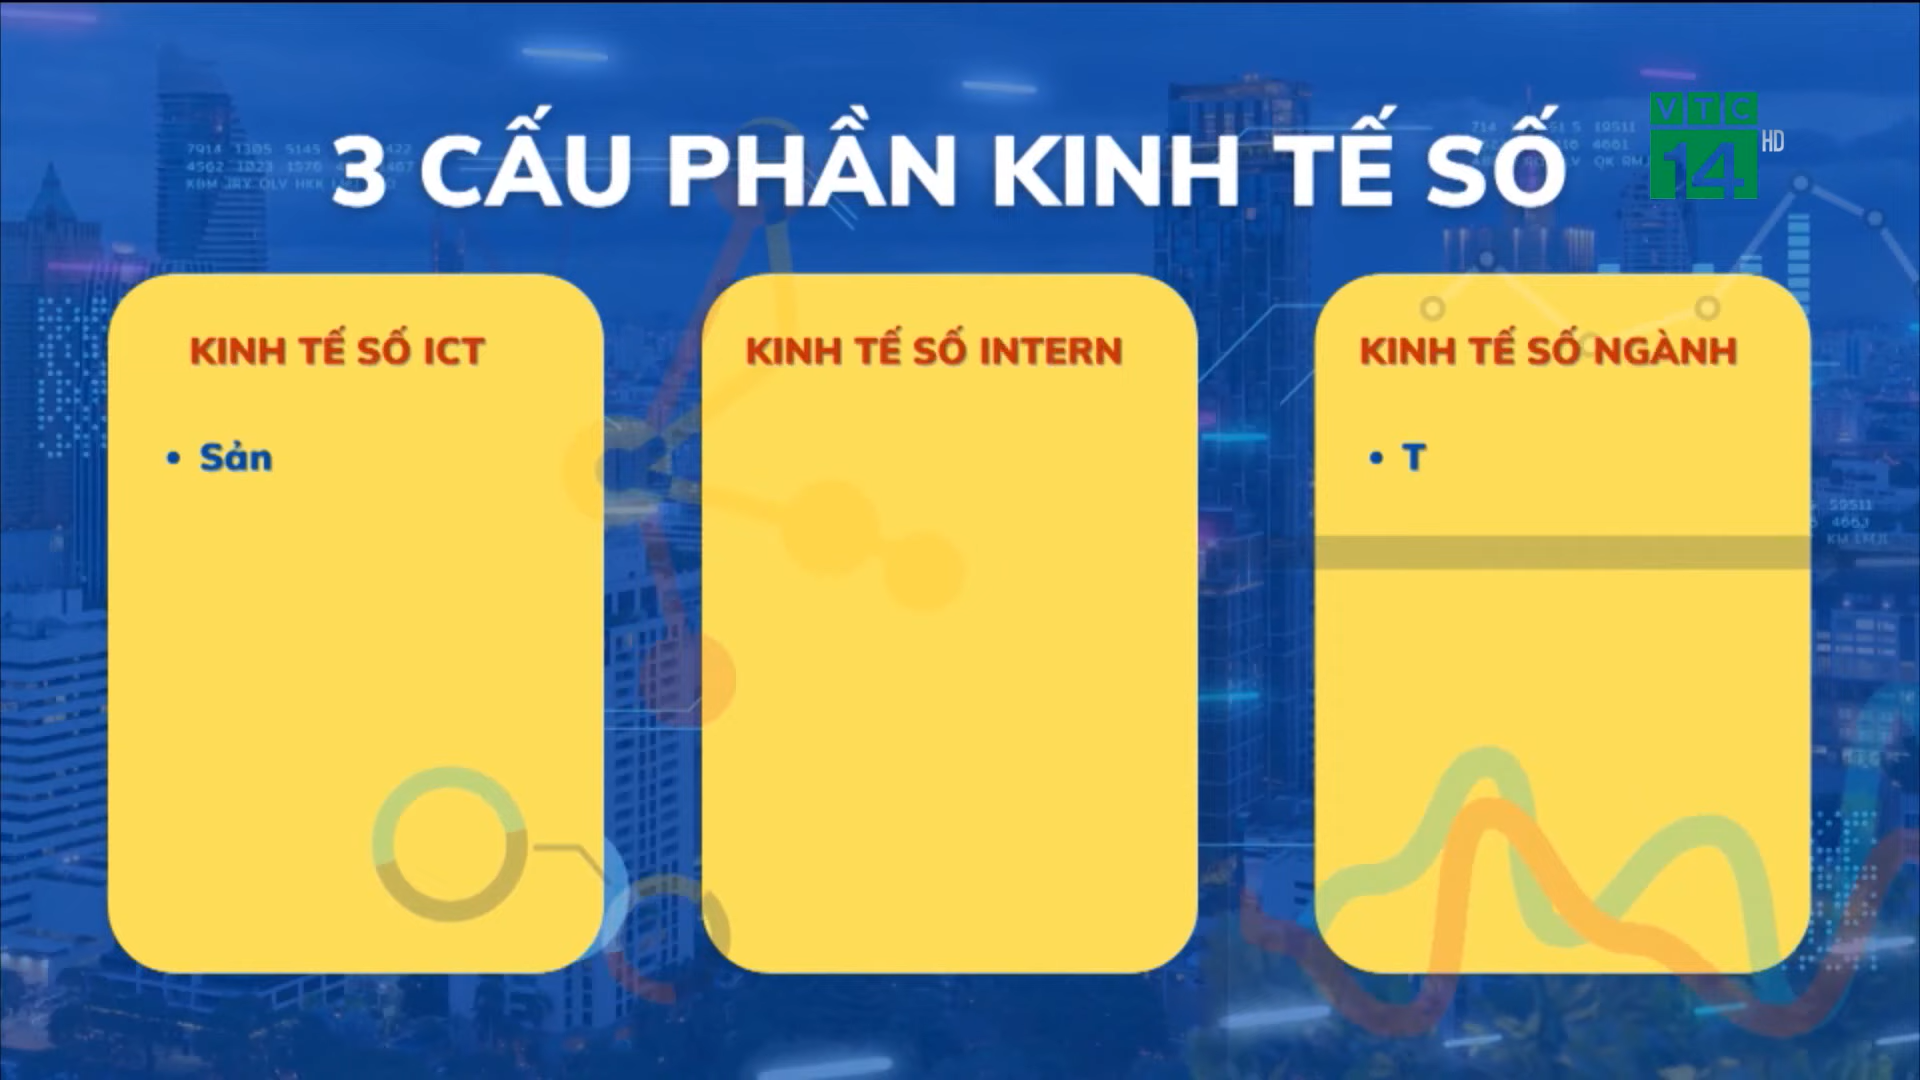 3 CẤU PHẦN KINH TẾ SỐ
VTC
14
HD
KINH TẾ SỐ ICT
KINH TẾ SỐ INTERN
KINH TẾ SỐ NGÀNH
• Sản
• T